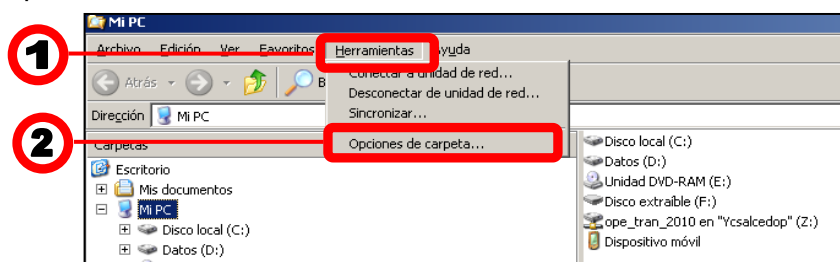 Mi PC
Archivo Edición Ver Favoritos Herramientas Ayuda
1
Atrás B
Conectar a unidad de red...
Desconectar de unidad de red...
Sincronizar...
Opciones de carpeta...
2
Dirección Mi PC
Carpetas
Escritorio
Mis documentos
Mi PC
Disco local (C:)
Datos (D:)
Disco local (C:)
Datos (D:)
Unidad DVD-RAM (E:)
Disco extraíble (F:)
ope_tran_2010 en "Ycsalcedop" (Z:)
Dispositivo móvil